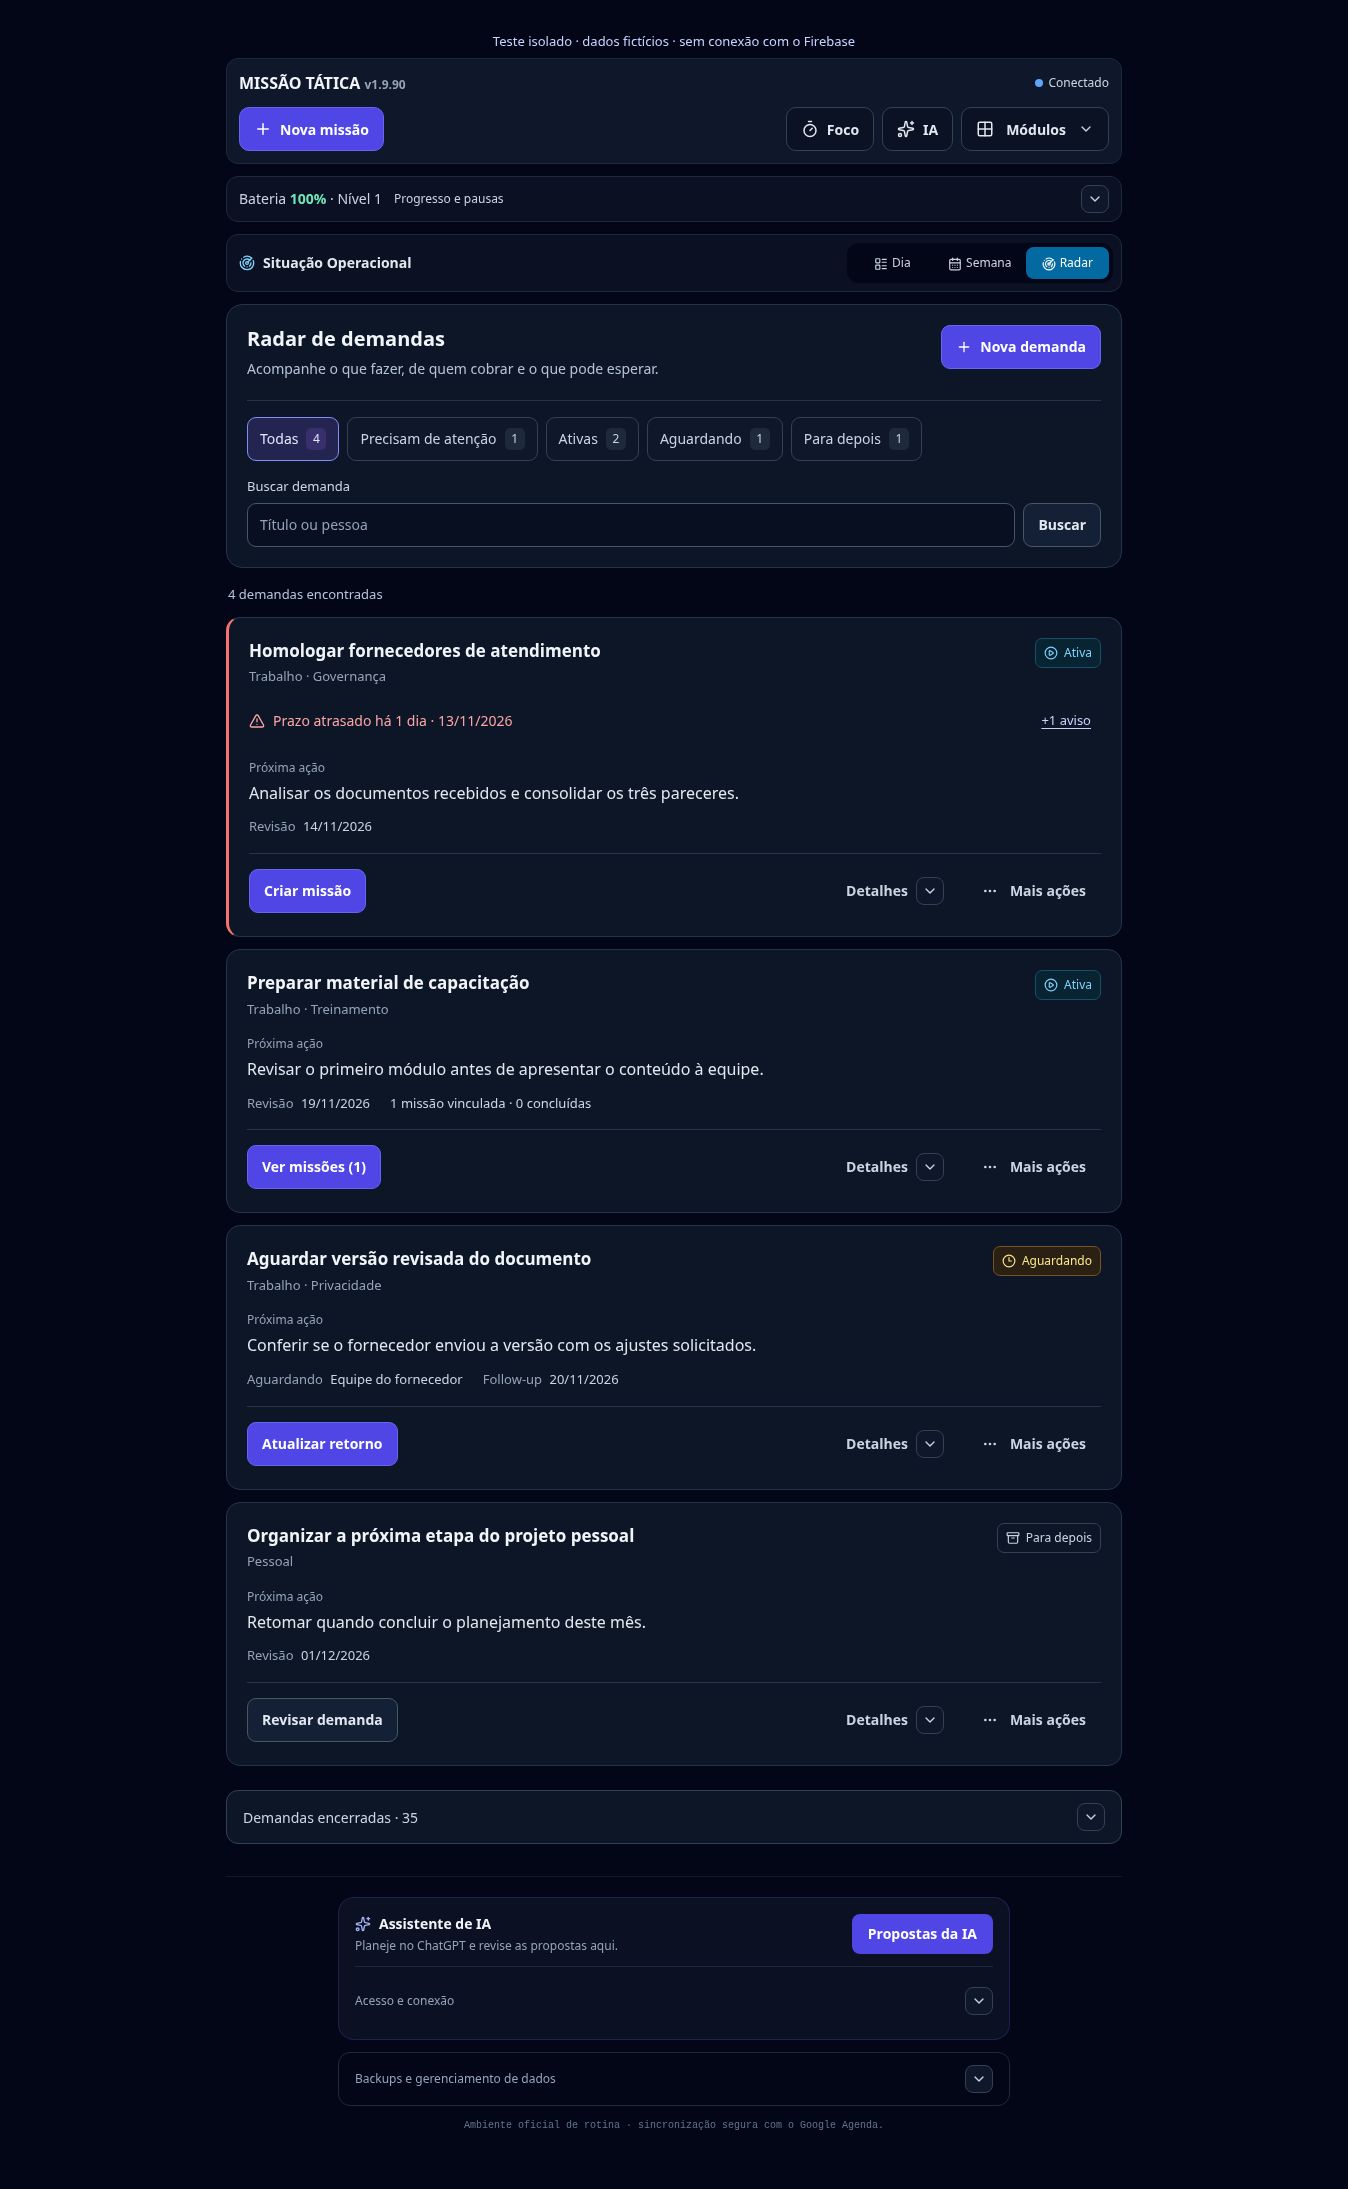 Teste isolado · dados fictícios · sem conexão com o Firebase
MISSÃO TÁTICA v1.9.90
Conectado
Nova missão
Foco
IA
Módulos
Bateria 100% · Nível 1 Progresso e pausas
Situação Operacional
Dia
Semana
Radar
Radar de demandas
Acompanhe o que fazer, de quem cobrar e o que pode esperar.
Nova demanda
Todas 4
Precisam de atenção 1
Ativas 2
Aguardando 1
Para depois 1
Buscar demanda
Título ou pessoa
Buscar
4 demandas encontradas
Homologar fornecedores de atendimento
Ativa
Trabalho · Governança
Prazo atrasado há 1 dia · 13/11/2026
+1 aviso
Próxima ação
Analisar os documentos recebidos e consolidar os três pareceres.
Revisão 14/11/2026
Criar missão
Detalhes
Mais ações
Preparar material de capacitação
Ativa
Trabalho · Treinamento
Próxima ação
Revisar o primeiro módulo antes de apresentar o conteúdo à equipe.
Revisão 19/11/2026 1 missão vinculada · 0 concluídas
Ver missões (1)
Detalhes
Mais ações
Aguardar versão revisada do documento
Aguardando
Trabalho · Privacidade
Próxima ação
Conferir se o fornecedor enviou a versão com os ajustes solicitados.
Aguardando Equipe do fornecedor Follow-up 20/11/2026
Atualizar retorno
Detalhes
Mais ações
Organizar a próxima etapa do projeto pessoal
Para depois
Pessoal
Próxima ação
Retomar quando concluir o planejamento deste mês.
Revisão 01/12/2026
Revisar demanda
Detalhes
Mais ações
Demandas encerradas · 35
Assistente de IA
Planeje no ChatGPT e revise as propostas aqui.
Propostas da IA
Acesso e conexão
Backups e gerenciamento de dados
Ambiente oficial de rotina · sincronização segura com o Google Agenda.